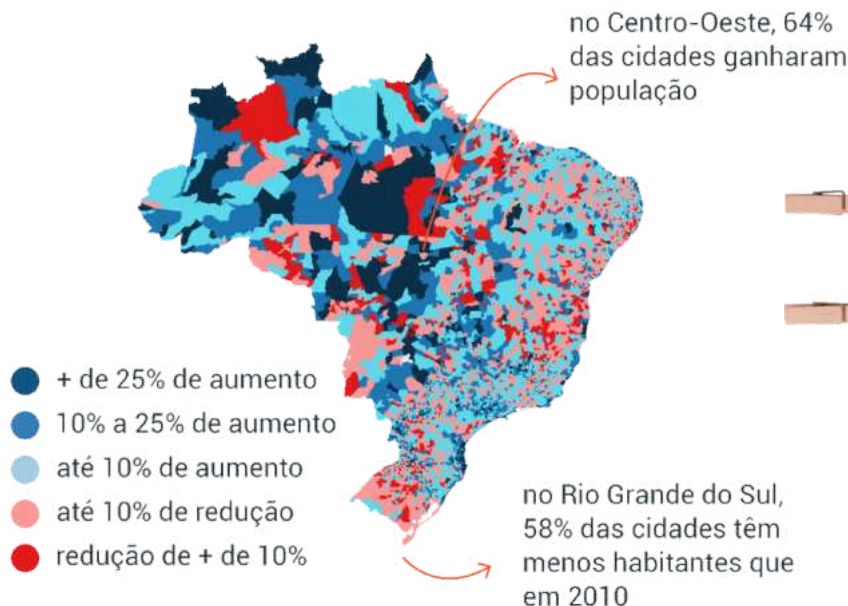 no Centro-Oeste, 64%
das cidades ganharam
população
+ de 25% de aumento
10% a 25% de aumento
até 10% de aumento
até 10% de redução
redução de + de 10%
no Rio Grande do Sul,
58% das cidades têm
menos habitantes que
em 2010